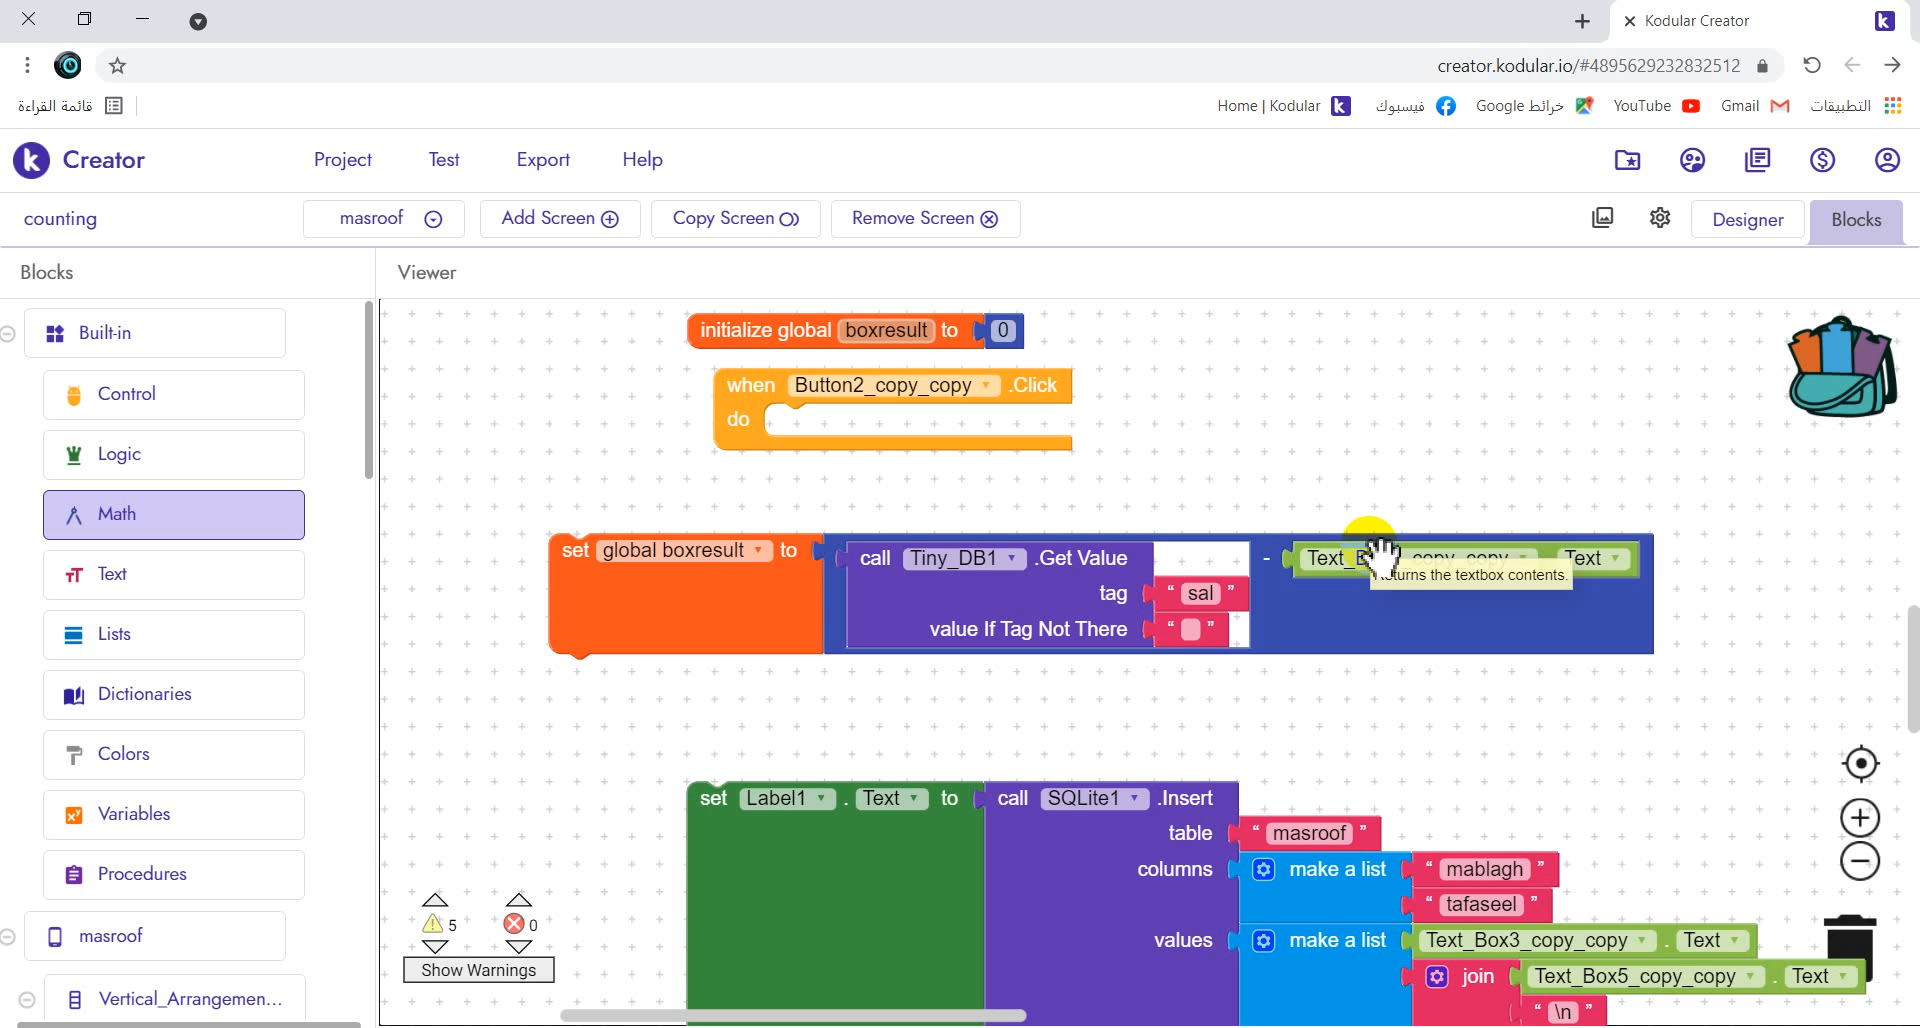 Kodular Creator
creator.kodular.io/#4895629232832512
قائمة القراءة
Home | Kodular
فيسبوك
خرائط Google
YouTube
Gmail
التطبيقات
Creator
Project
Test
Export
Help
counting
masroof
Add Screen
Copy Screen
Remove Screen
Designer
Blocks
Blocks
Viewer
Built-in
Control
Logic
Math
Text
Lists
Dictionaries
Colors
Variables
Procedures
masroof
Vertical_Arrangemen...
initialize global boxresult to 0
when Button2_copy_copy .Click
do
set global boxresult to call Tiny_DB1 .Get Value - Text_ copy_copy Text
turns the textbox contents.
tag " sal "
value If Tag Not There " "
set Label1 . Text to call SQLite1 .Insert
table " masroof "
columns make a list " mablagh "
" tafaseel "
values make a list Text_Box3_copy_copy . Text
join Text_Box5_copy_copy . Text
" \n "
5 0
Show Warnings